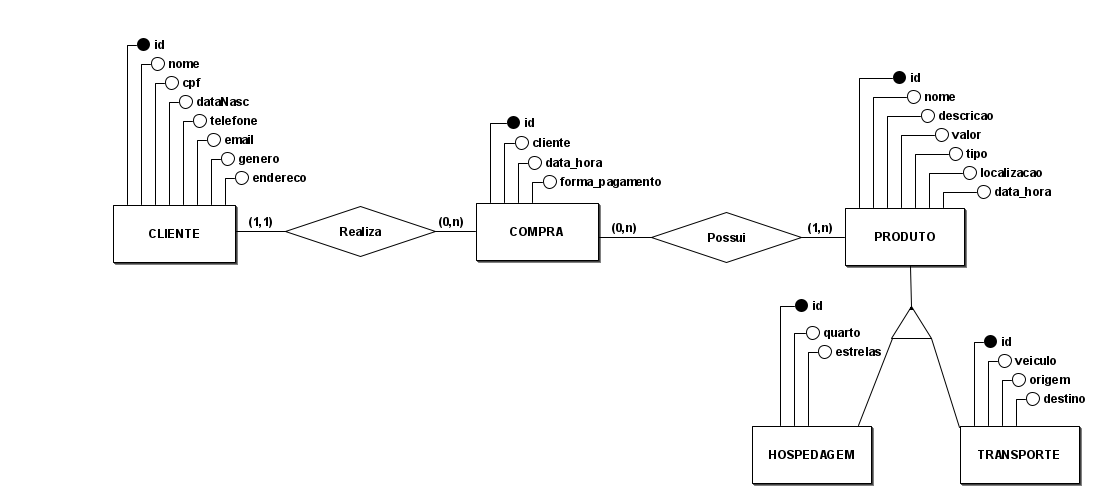 id
nome
cpf
dataNasc
telefone
email
genero
endereco
CLIENTE
(1,1)
Realiza
(0,n)
id
cliente
data_hora
forma_pagamento
COMPRA
(0,n)
Possui
(1,n)
id
nome
descricao
valor
tipo
localizacao
data_hora
PRODUTO
id
quarto
estrelas
HOSPEDAGEM
id
veiculo
origem
destino
TRANSPORTE